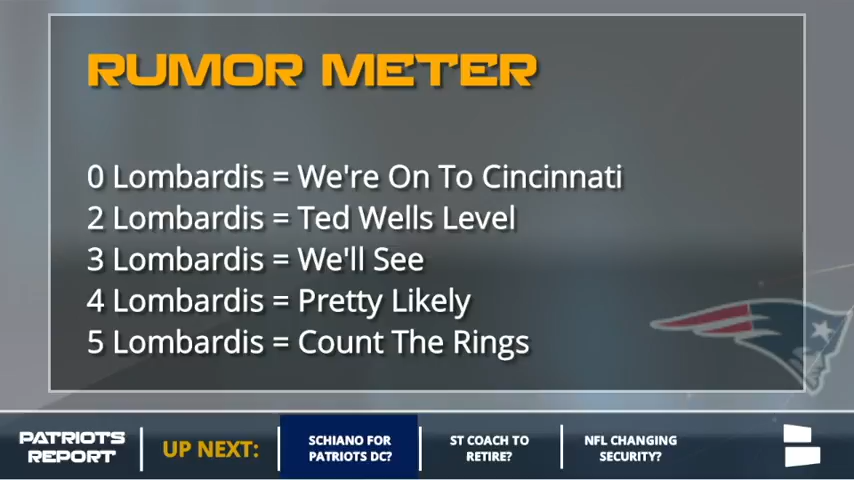 RUMOR METER
0 Lombardis = We're On To Cincinnati
2 Lombardis = Ted Wells Level
3 Lombardis = We'll See
4 Lombardis = Pretty Likely
5 Lombardis = Count The Rings
PATRIOTS
REPORT
UP NEXT:
SCHIANO FOR
PATRIOTS DC?
ST COACH TO
RETIRE?
NFL CHANGING
SECURITY?